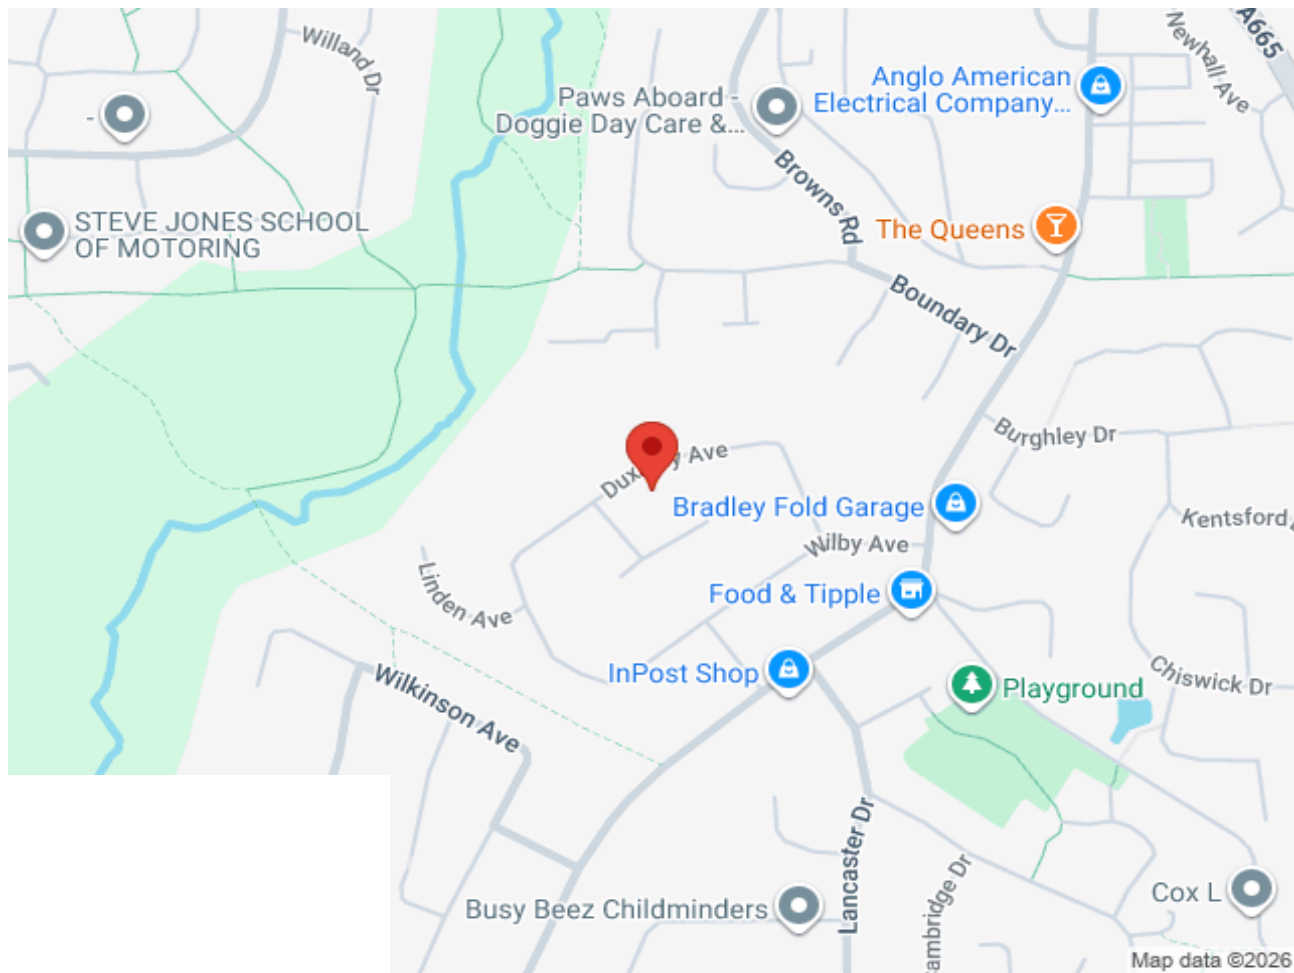 Willand Dr
Newhall Ave
A665
Anglo American
Electrical Company...
Paws Aboard -
Doggie Day Care &...
-
Browns Rd
STEVE JONES SCHOOL
OF MOTORING
The Queens
Boundary Dr
Burghley Dr
Ave
Bradley Fold Garage
Kentsford
Wilby Ave
Linden Ave
Food & Tipple
InPost Shop
Chiswick Dr
Playground
Wilkinson Ave
Lancaster Dr
Cox L
Busy Beez Childminders
Map data ©2026